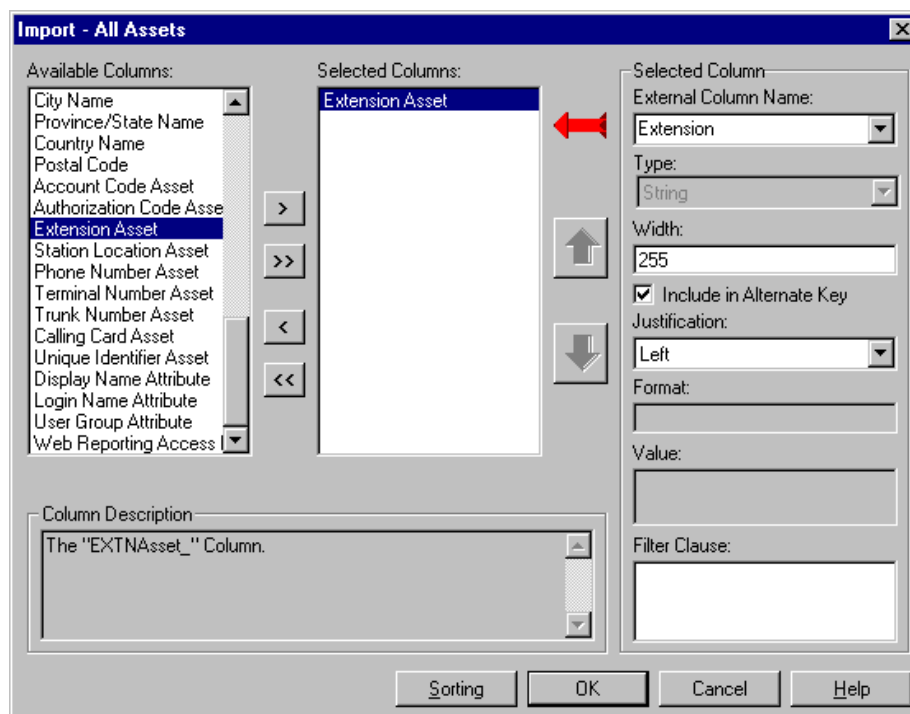 Import - All Assets
Available Columns:
City Name
Province/State Name
Country Name
Postal Code
Account Code Asset
Authorization Code Asse
Extension Asset
Station Location Asset
Phone Number Asset
Terminal Number Asset
Trunk Number Asset
Calling Card Asset
Unique Identifier Asset
Display Name Attribute
Login Name Attribute
User Group Attribute
Web Reporting Access
>
>>
<
<<
Selected Columns:
Extension Asset
Selected Column
External Column Name:
Extension
Type:
String
Width:
255
Include in Alternate Key
Justification:
Left
Format:
Value:
Filter Clause:
Column Description
The "EXTNAsset_" Column.
Sorting
OK
Cancel
Help